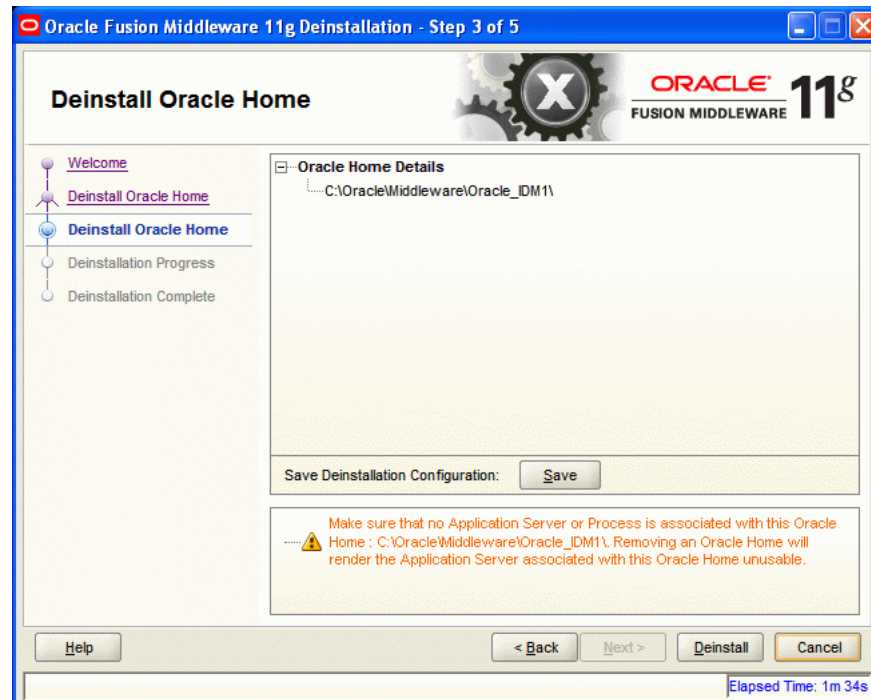 Oracle Fusion Middleware 11g Deinstallation - Step 3 of 5
Deinstall Oracle Home
ORACLE
FUSION MIDDLEWARE
11g
Welcome
Deinstall Oracle Home
Deinstall Oracle Home
Deinstallation Progress
Deinstallation Complete
Oracle Home Details
C:\Oracle\Middleware\Oracle_IDM1\
Save Deinstallation Configuration:
Save
Make sure that no Application Server or Process is associated with this Oracle
Home : C:\Oracle\Middleware\Oracle_IDM1\. Removing an Oracle Home will
render the Application Server associated with this Oracle Home unusable.
Help
< Back
Next >
Deinstall
Cancel
Elapsed Time: 1m 34s